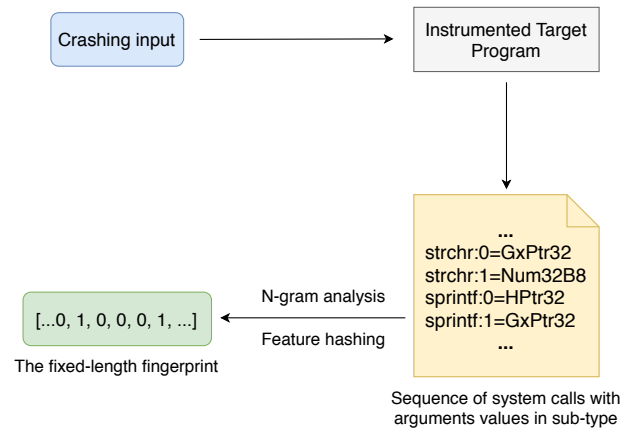 Crashing input
Instrumented Target
Program
...
strchr:0=GxPtr32
strchr:1=Num32B8
sprintf:0=HPtr32
sprintf:1=GxPtr32
...
Sequence of system calls with
arguments values in sub-type
N-gram analysis
Feature hashing
[...0, 1, 0, 0, 0, 1, ...]
The fixed-length fingerprint